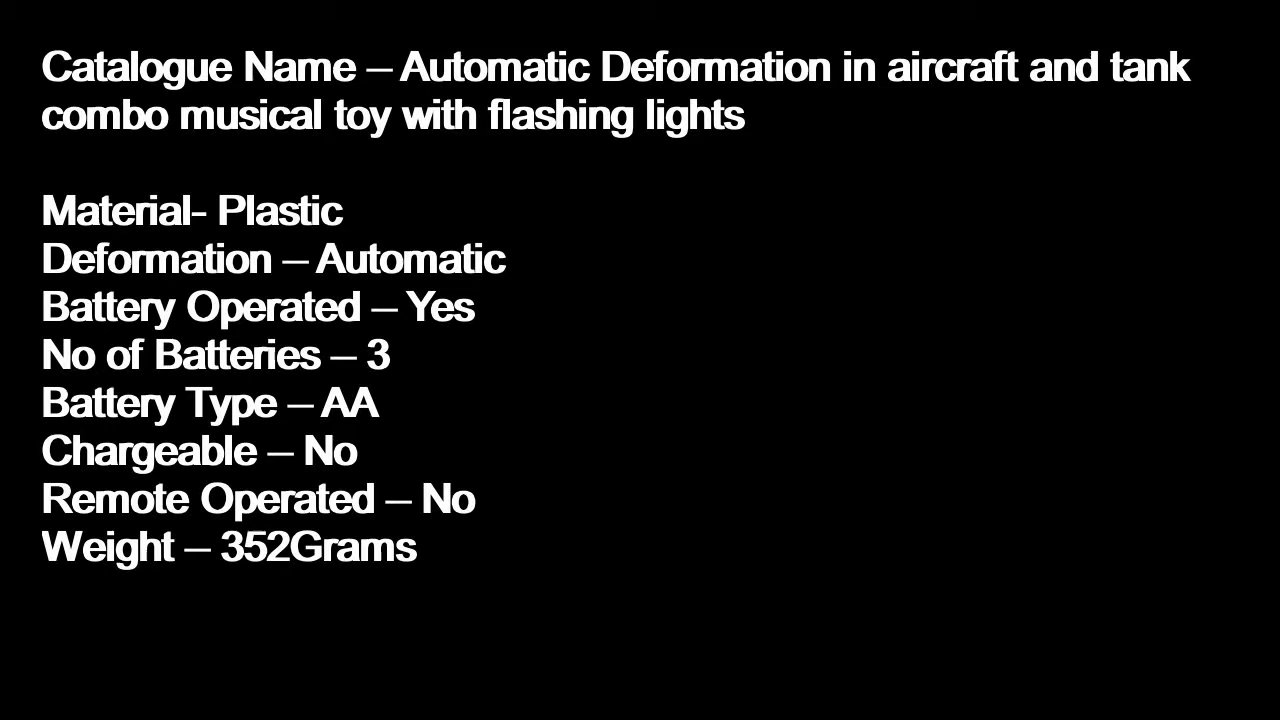 Catalogue Name – Automatic Deformation in aircraft and tank
combo musical toy with flashing lights
Material- Plastic
Deformation – Automatic
Battery Operated – Yes
No of Batteries – 3
Battery Type – AA
Chargeable – No
Remote Operated – No
Weight – 352Grams